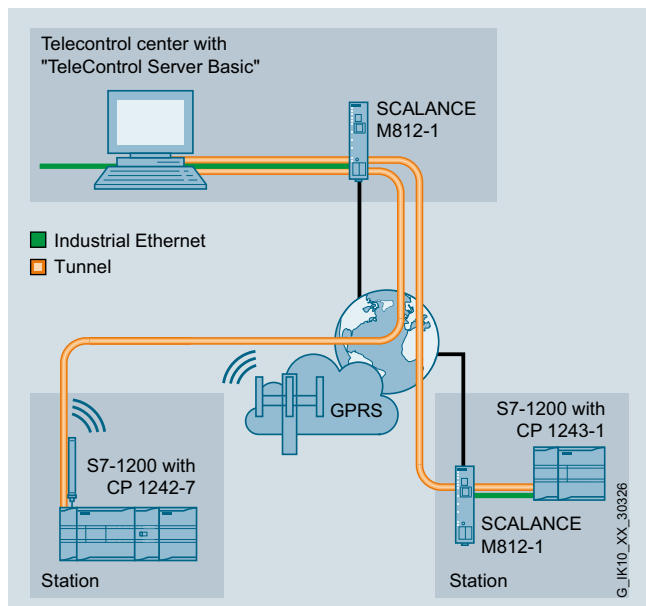 Telecontrol center with
"TeleControl Server Basic"
SCALANCE
M812-1
Industrial Ethernet
Tunnel
GPRS
S7-1200 with
CP 1242-7
Station
S7-1200 with
CP 1243-1
SCALANCE
M812-1
Station
G_IK10_XX_30326